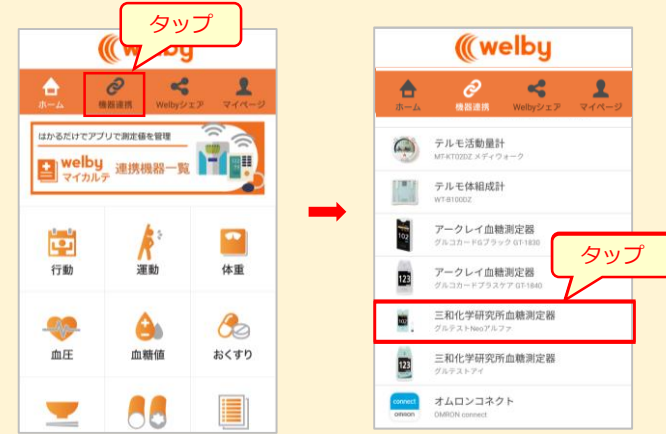 タップ
welby
ホーム
機器連携
Welbyシェア
マイページ
はかるだけでアプリで測定値を管理
welby
マイカルテ
連携機器一覧
行動
運動
体重
血圧
血糖値
おくすり
welby
ホーム
機器連携
Welbyシェア
マイページ
テルモ活動量計
MT-KT02DZ メディウォーク
テルモ体組成計
WT-B100DZ
アークレイ血糖測定器
グルコカードGブラック GT-1830
アークレイ血糖測定器
グルコカードプラスケア GT-1840
タップ
三和化学研究所血糖測定器
グルテストNeoアルファ
三和化学研究所血糖測定器
グルテストアイ
connect
omron
オムロンコネクト
OMRON connect